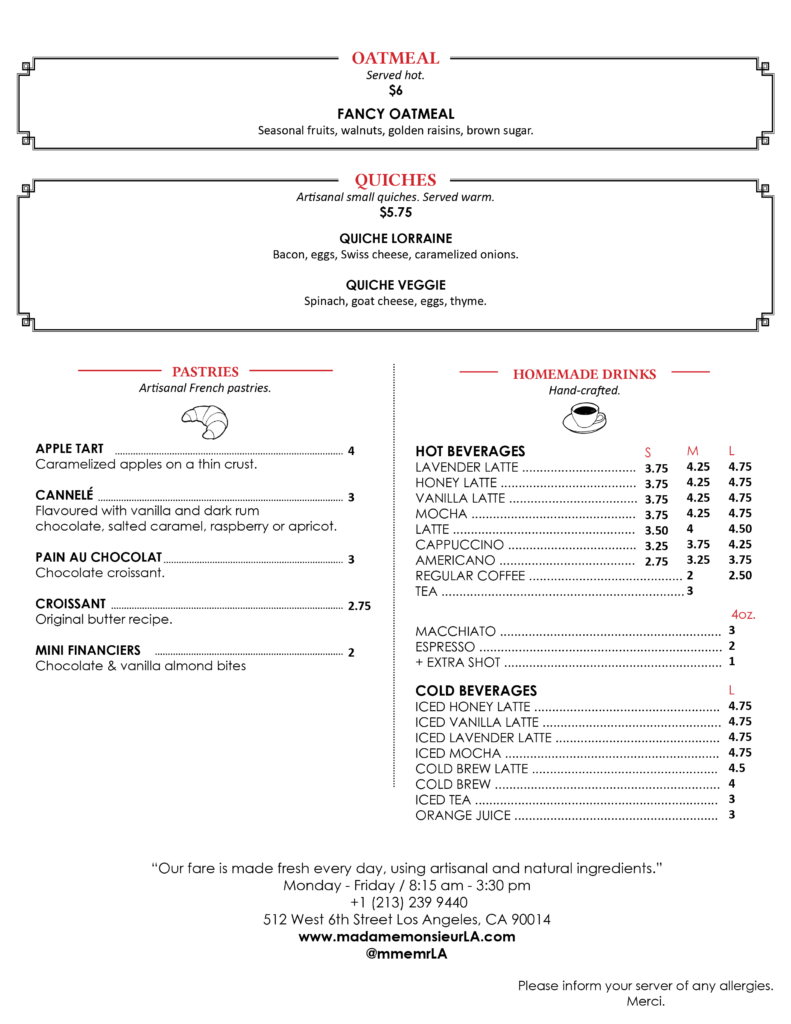 OATMEAL
Served hot.
$6
FANCY OATMEAL
Seasonal fruits, walnuts, golden raisins, brown sugar.
QUICHES
Artisanal small quiches. Served warm.
$5.75
QUICHE LORRAINE
Bacon, eggs, Swiss cheese, caramelized onions.
QUICHE VEGGIE
Spinach, goat cheese, eggs, thyme.
PASTRIES
Artisanal French pastries.
APPLE TART ........ 4
Caramelized apples on a thin crust.
CANNELÉ ........ 3
Flavoured with vanilla and dark rum
chocolate, salted caramel, raspberry or apricot.
PAIN AU CHOCOLAT ........ 3
Chocolate croissant.
CROISSANT ........ 2.75
Original butter recipe.
MINI FINANCIERS ........ 2
Chocolate & vanilla almond bites
HOMEMADE DRINKS
Hand-crafted.
HOT BEVERAGES S M L
LAVENDER LATTE ........ 3.75 4.25 4.75
HONEY LATTE ........ 3.75 4.25 4.75
VANILLA LATTE ........ 3.75 4.25 4.75
MOCHA ........ 3.75 4.25 4.75
LATTE ........ 3.50 4 4.50
CAPPUCCINO ........ 3.25 3.75 4.25
AMERICANO ........ 2.75 3.25 3.75
REGULAR COFFEE ........ 2 2.50
TEA ........ 3
4oz.
MACCHIATO ........ 3
ESPRESSO ........ 2
+ EXTRA SHOT ........ 1
COLD BEVERAGES L
ICED HONEY LATTE ........ 4.75
ICED VANILLA LATTE ........ 4.75
ICED LAVENDER LATTE ........ 4.75
ICED MOCHA ........ 4.75
COLD BREW LATTE ........ 4.5
COLD BREW ........ 4
ICED TEA ........ 3
ORANGE JUICE ........ 3
“Our fare is made fresh every day, using artisanal and natural ingredients.”
Monday - Friday / 8:15 am - 3:30 pm
+1 (213) 239 9440
512 West 6th Street Los Angeles, CA 90014
www.madamemonsieurLA.com
@mmemrLA
Please inform your server of any allergies.
Merci.